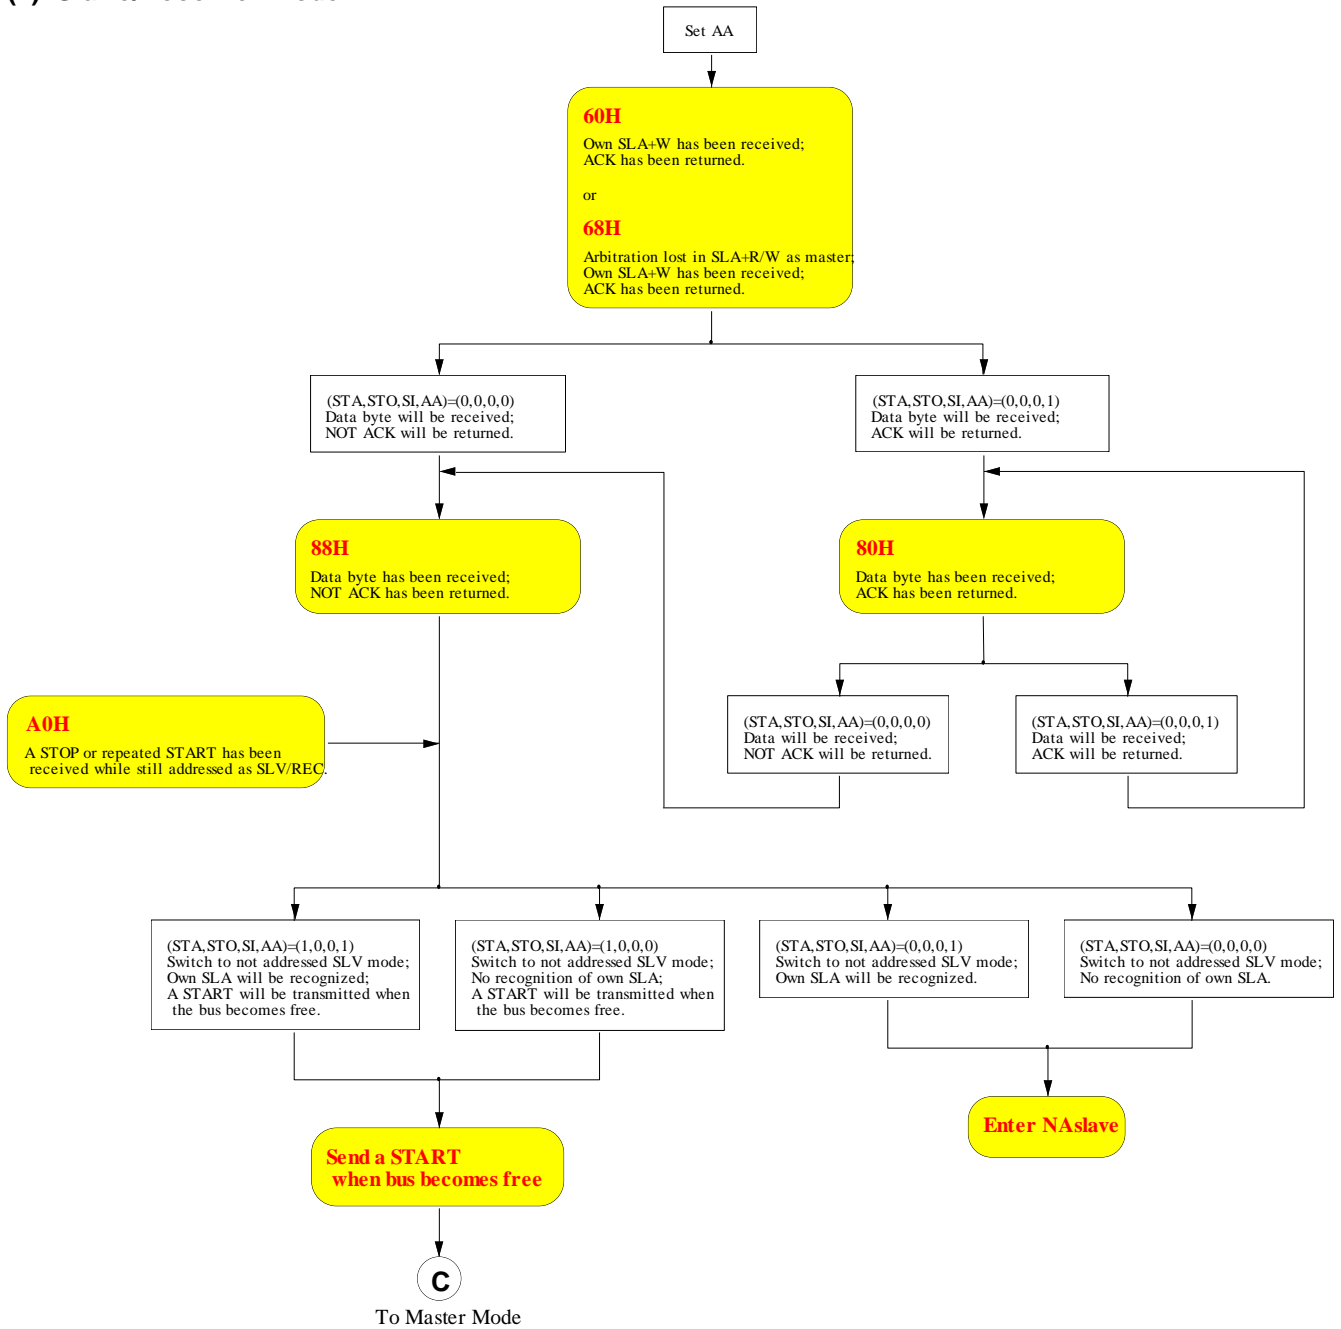 Set AA
60H
Own SLA+W has been received;
ACK has been returned.
or
68H
Arbitration lost in SLA+R/W as master;
Own SLA+W has been received;
ACK has been returned.
(STA,STO,SI,AA)=(0,0,0,0)
Data byte will be received;
NOT ACK will be returned.
(STA,STO,SI,AA)=(0,0,0,1)
Data byte will be received;
ACK will be returned.
88H
Data byte has been received;
NOT ACK has been returned.
80H
Data byte has been received;
ACK has been returned.
A0H
A STOP or repeated START has been
received while still addressed as SLV/REC.
(STA,STO,SI,AA)=(0,0,0,0)
Data will be received;
NOT ACK will be returned.
(STA,STO,SI,AA)=(0,0,0,1)
Data will be received;
ACK will be returned.
(STA,STO,SI,AA)=(1,0,0,1)
Switch to not addressed SLV mode;
Own SLA will be recognized;
A START will be transmitted when
the bus becomes free.
(STA,STO,SI,AA)=(1,0,0,0)
Switch to not addressed SLV mode;
No recognition of own SLA;
A START will be transmitted when
the bus becomes free.
(STA,STO,SI,AA)=(0,0,0,1)
Switch to not addressed SLV mode;
Own SLA will be recognized.
(STA,STO,SI,AA)=(0,0,0,0)
Switch to not addressed SLV mode;
No recognition of own SLA.
Send a START
when bus becomes free
Enter NAslave
C
To Master Mode